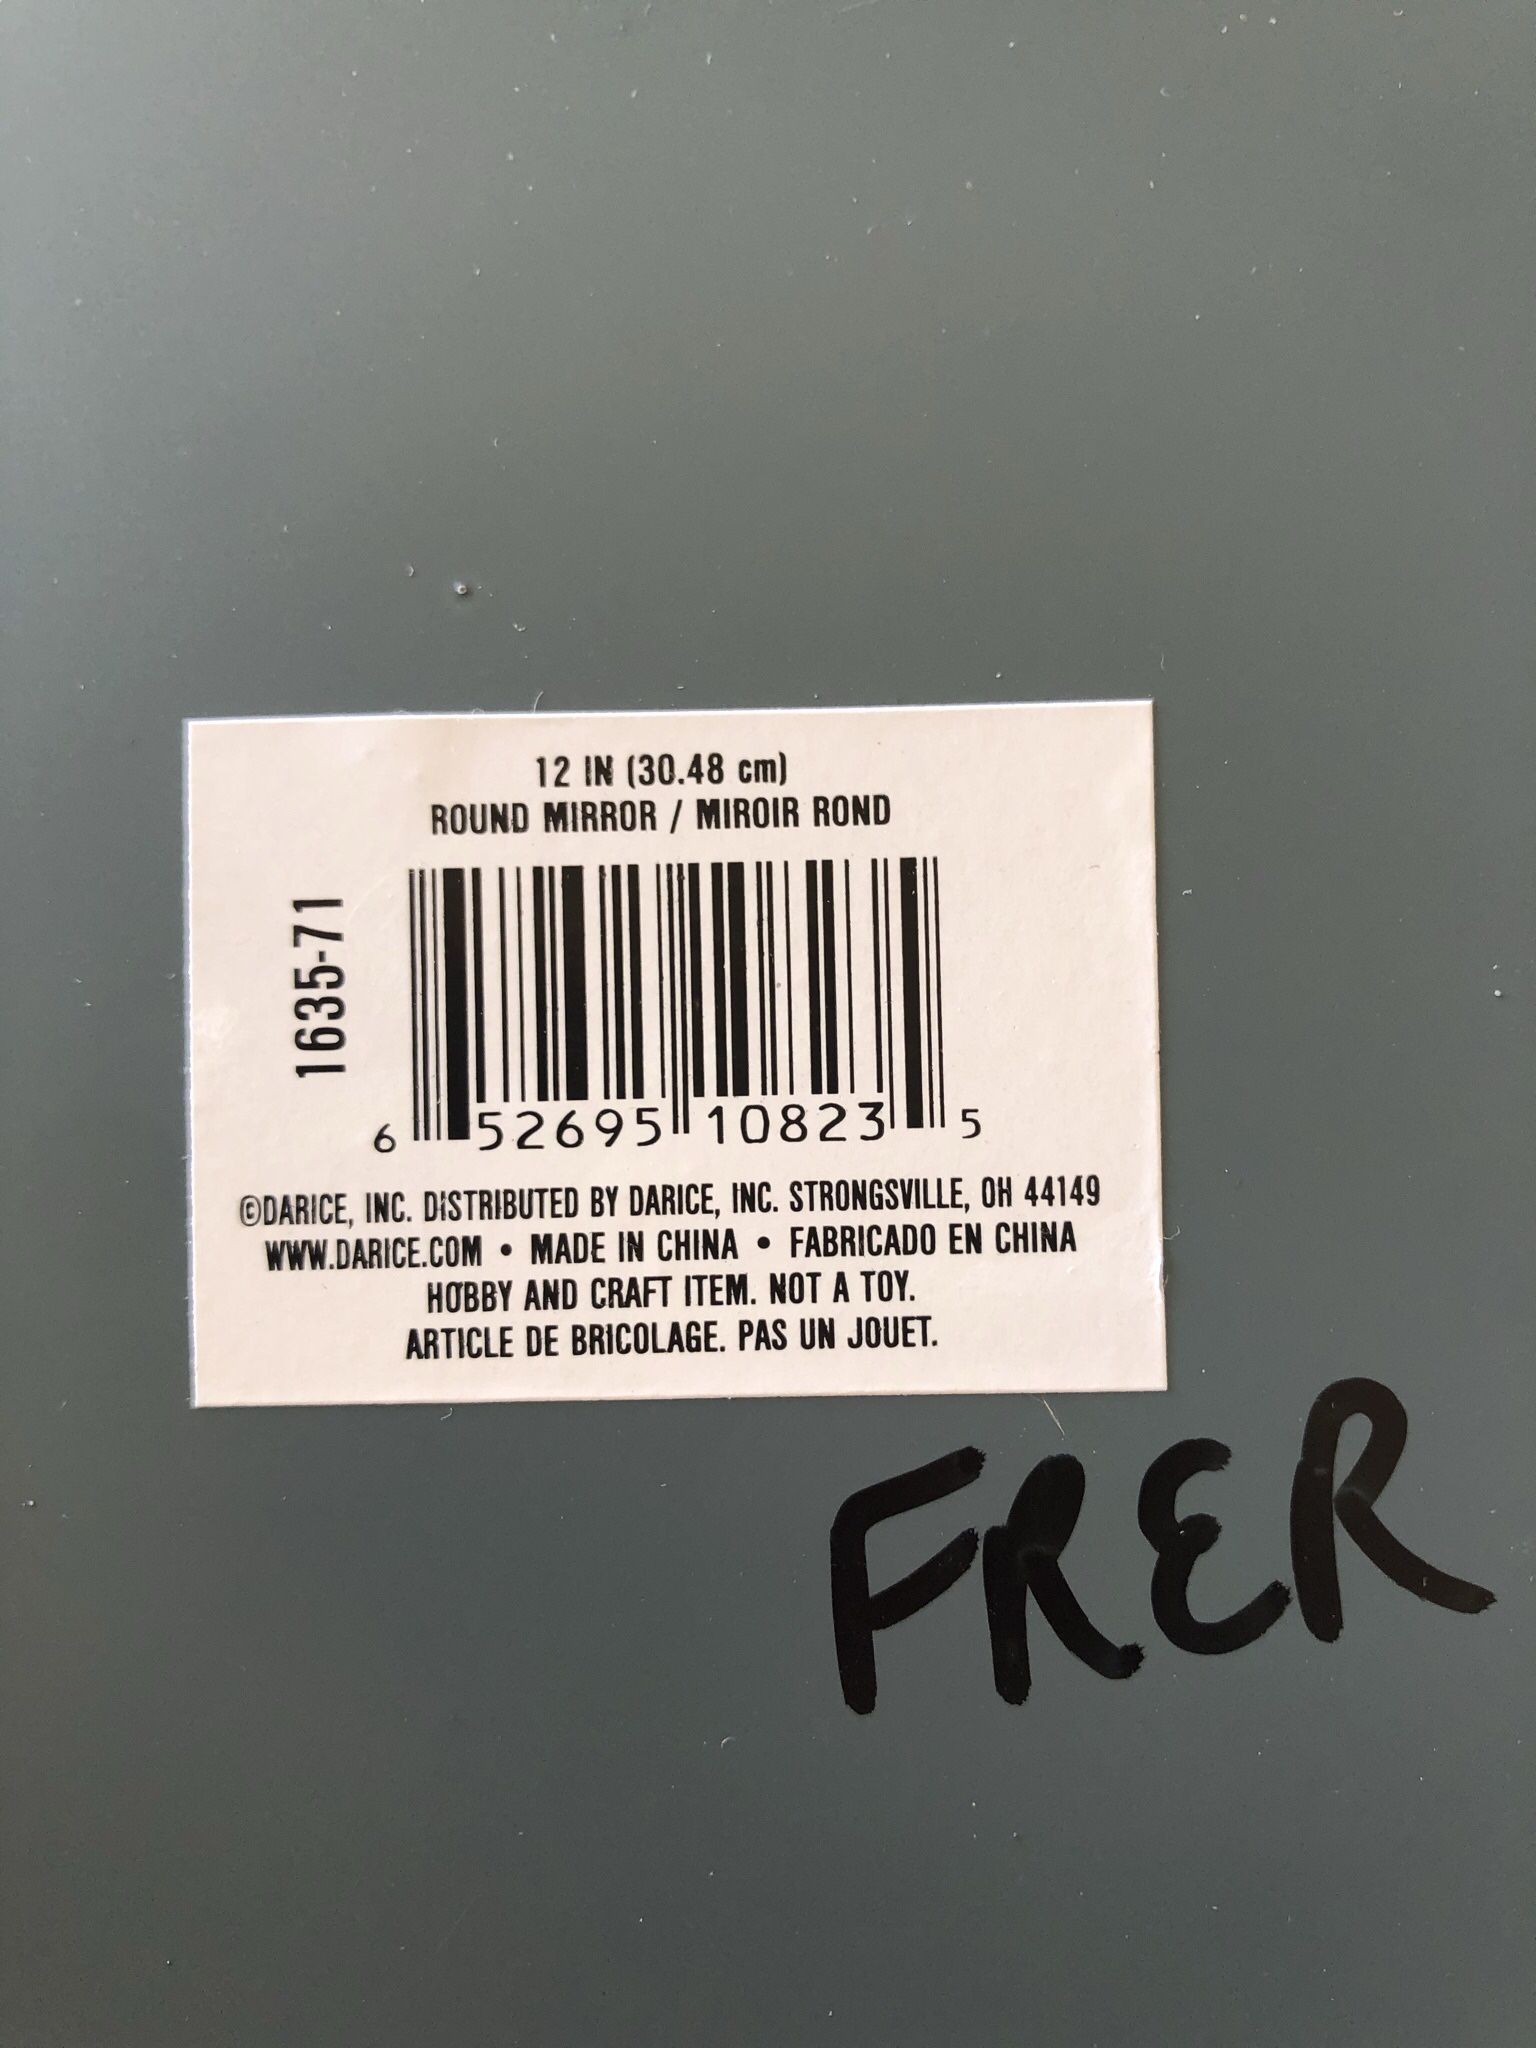 12 IN (30.48 cm)
ROUND MIRROR / MIROIR ROND
1635-71
6 52695 10823 5
©DARICE, INC. DISTRIBUTED BY DARICE, INC. STRONGSVILLE, OH 44149
WWW.DARICE.COM • MADE IN CHINA • FABRICADO EN CHINA
HOBBY AND CRAFT ITEM. NOT A TOY.
ARTICLE DE BRICOLAGE. PAS UN JOUET.
FRER